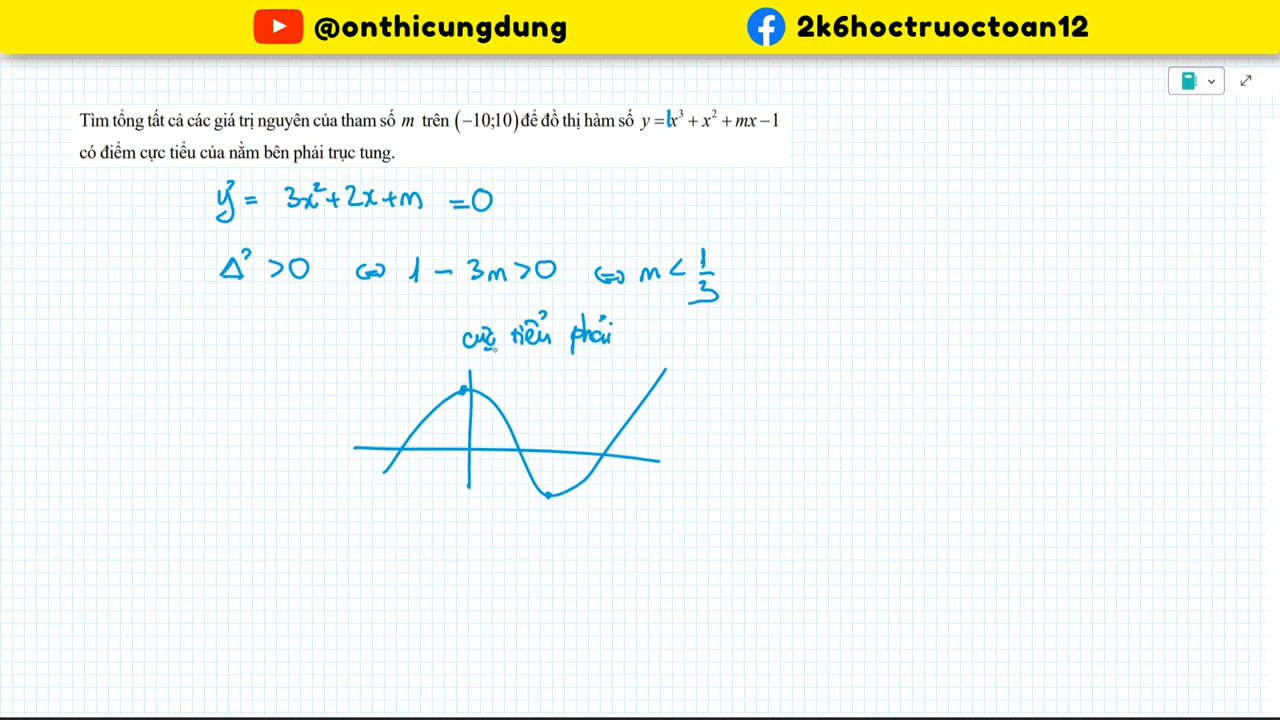 @onthicungdung 2k6hoctruoctoan12
Tìm tổng tất cả các giá trị nguyên của tham số m trên (−10;10) để đồ thị hàm số y = x³ + x² + mx − 1
có điểm cực tiểu của nằm bên phải trục tung.
y' = 3x² + 2x + m = 0
Δ' > 0 ⇔ 1 − 3m > 0 ⇔ m < 1/3
cực tiểu phải